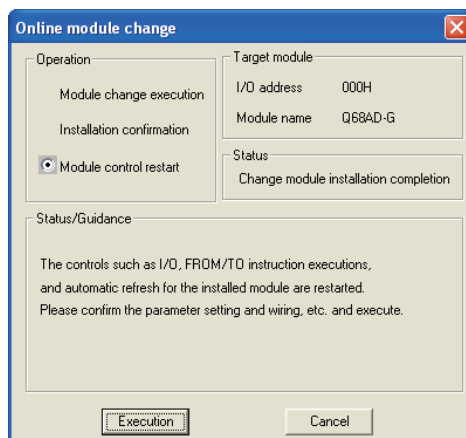 Online module change
Operation
Module change execution
Installation confirmation
Module control restart
Target module
I/O address 000H
Module name Q68AD-G
Status
Change module installation completion
Status/Guidance
The controls such as I/O, FROM/TO instruction executions,
and automatic refresh for the installed module are restarted.
Please confirm the parameter setting and wiring, etc. and execute.
Execution
Cancel